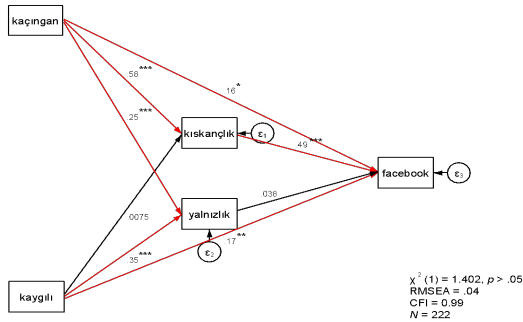 kaçıngan
58***
16*
25***
kıskançlık
ε1
49***
facebook
ε3
.038
yalnızlık
.0075
.17**
ε2
35***
kaygılı
χ2 (1) = 1.402, p > .05
RMSEA = .04
CFI = 0.99
N = 222